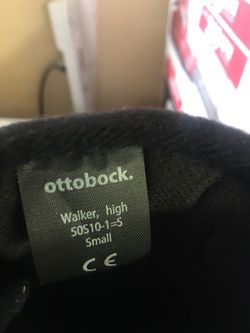 ottobock.
Walker, high
50S10-1=S
Small
CE